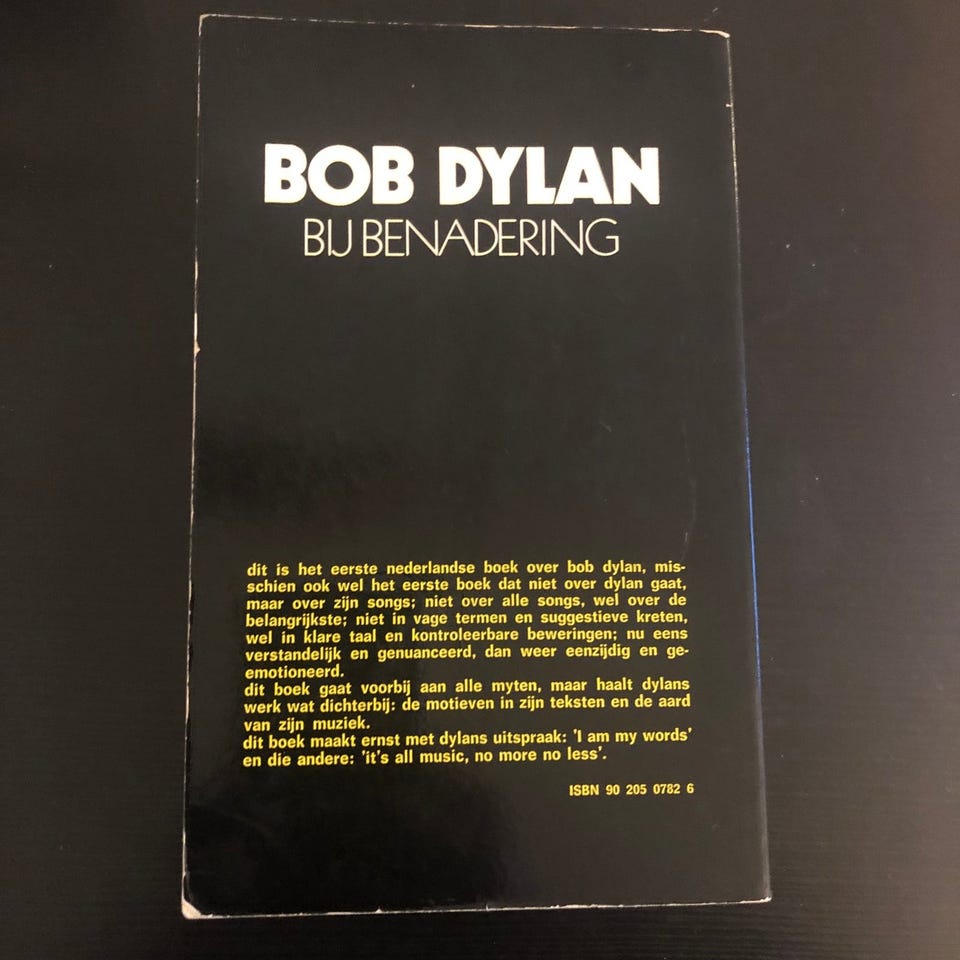 BOB DYLAN
BIJ BENADERING
dit is het eerste nederlandse boek over bob dylan, mis-
schien ook wel het eerste boek dat niet over dylan gaat,
maar over zijn songs; niet over alle songs, wel over de
belangrijkste; niet in vage termen en suggestieve kreten,
wel in klare taal en kontroleerbare beweringen; nu eens
verstandelijk en genuanceerd, dan weer eenzijdig en ge-
emotioneerd.
dit boek gaat voorbij aan alle myten, maar haalt dylans
werk wat dichterbij: de motieven in zijn teksten en de aard
van zijn muziek.
dit boek maakt ernst met dylans uitspraak: 'I am my words'
en die andere: 'it's all music, no more no less'.
ISBN 90 205 0782 6